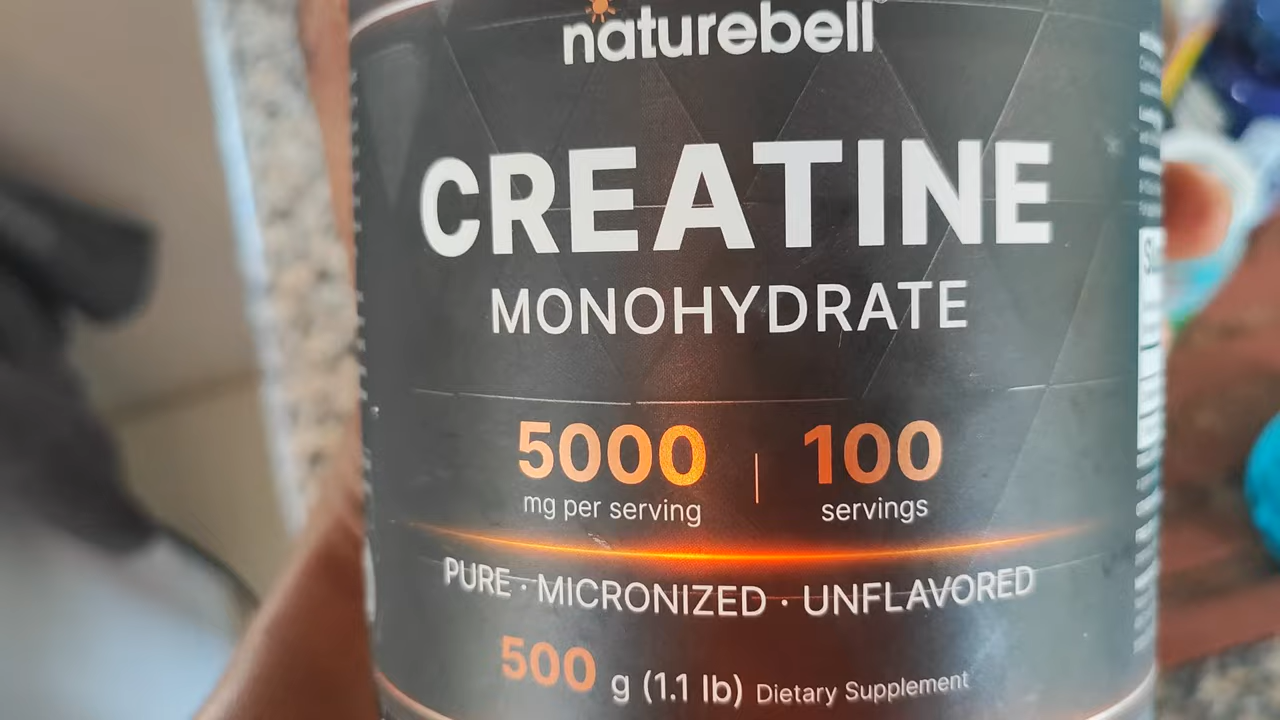 naturebell
CREATINE
MONOHYDRATE
5000 100
mg per serving servings
PURE · MICRONIZED · UNFLAVORED
500 g (1.1 lb) Dietary Supplement